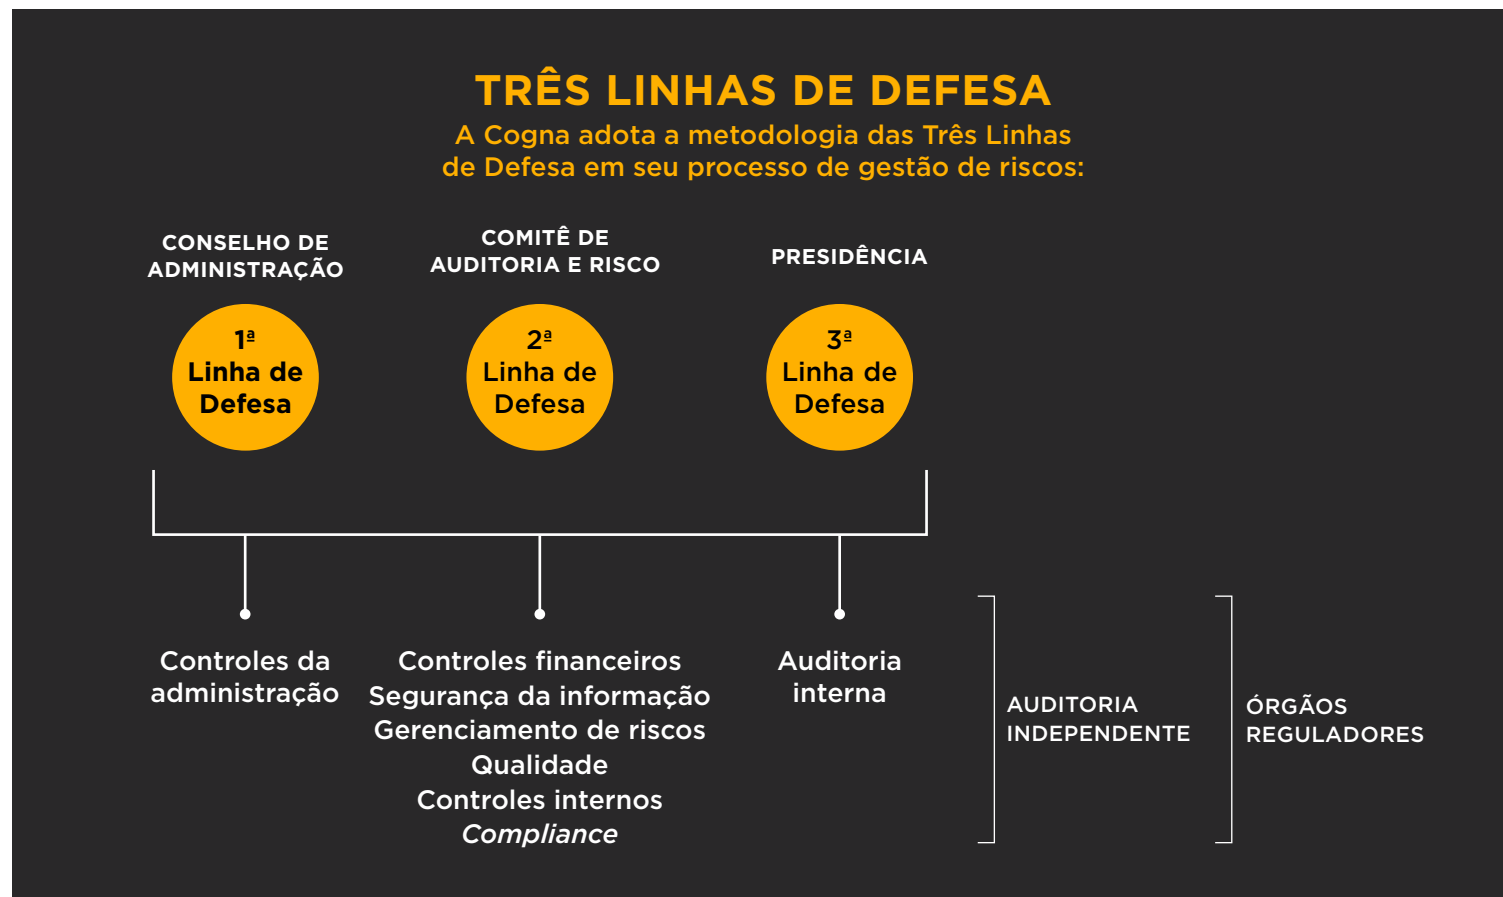 TRÊS LINHAS DE DEFESA
A Cogna adota a metodologia das Três Linhas
de Defesa em seu processo de gestão de riscos:
CONSELHO DE
ADMINISTRAÇÃO
COMITÊ DE
AUDITORIA E RISCO
PRESIDÊNCIA
1ª
Linha de
Defesa
2ª
Linha de
Defesa
3ª
Linha de
Defesa
Controles da
administração
Controles financeiros
Segurança da informação
Gerenciamento de riscos
Qualidade
Controles internos
Compliance
Auditoria
interna
AUDITORIA
INDEPENDENTE
ÓRGÃOS
REGULADORES